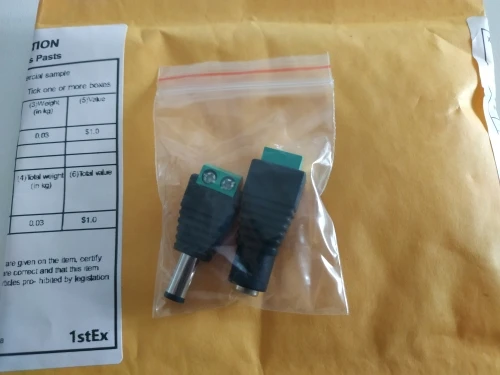 TION
s Pasts
ercial sample
Tick one or more boxes
(3)Weight (in kg)
(5)Value
0.03
$1.0
(4)Total weight (in kg)
(6)Total value
0.03
$1.0
are given on the item, certify
are correct and that this item
pro- hibited by legislation
1stEx